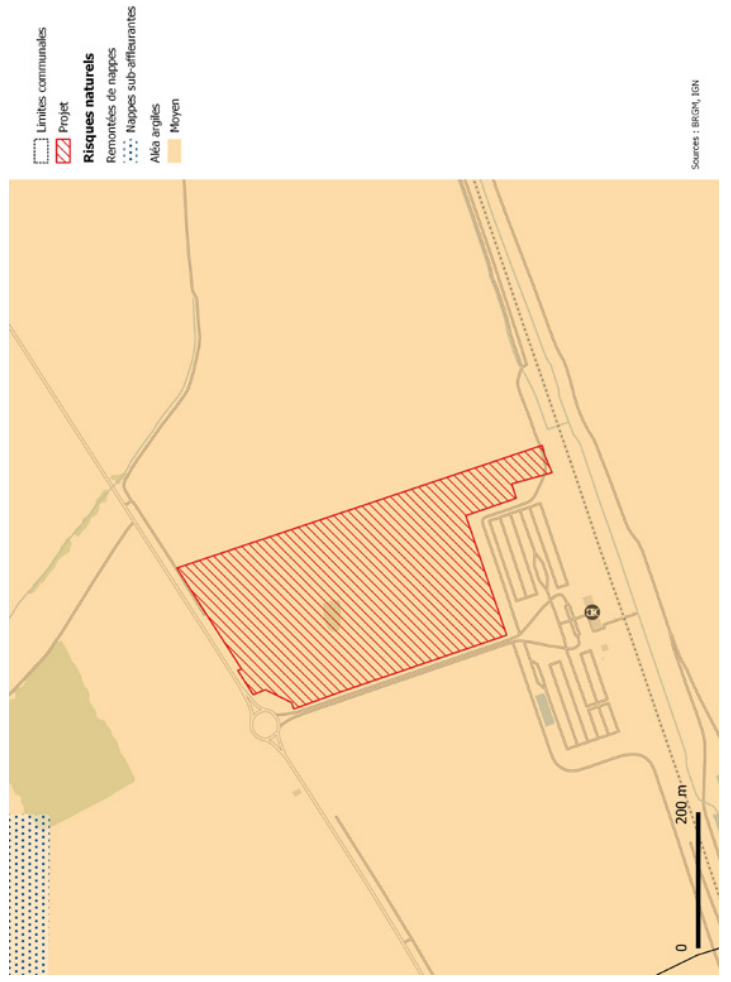 Limites communales
Projet
Risques naturels
Remontées de nappes
Nappes sub-affleurantes
Aléa argiles
Moyen
Sources : BRGM, IGN
0
200 m